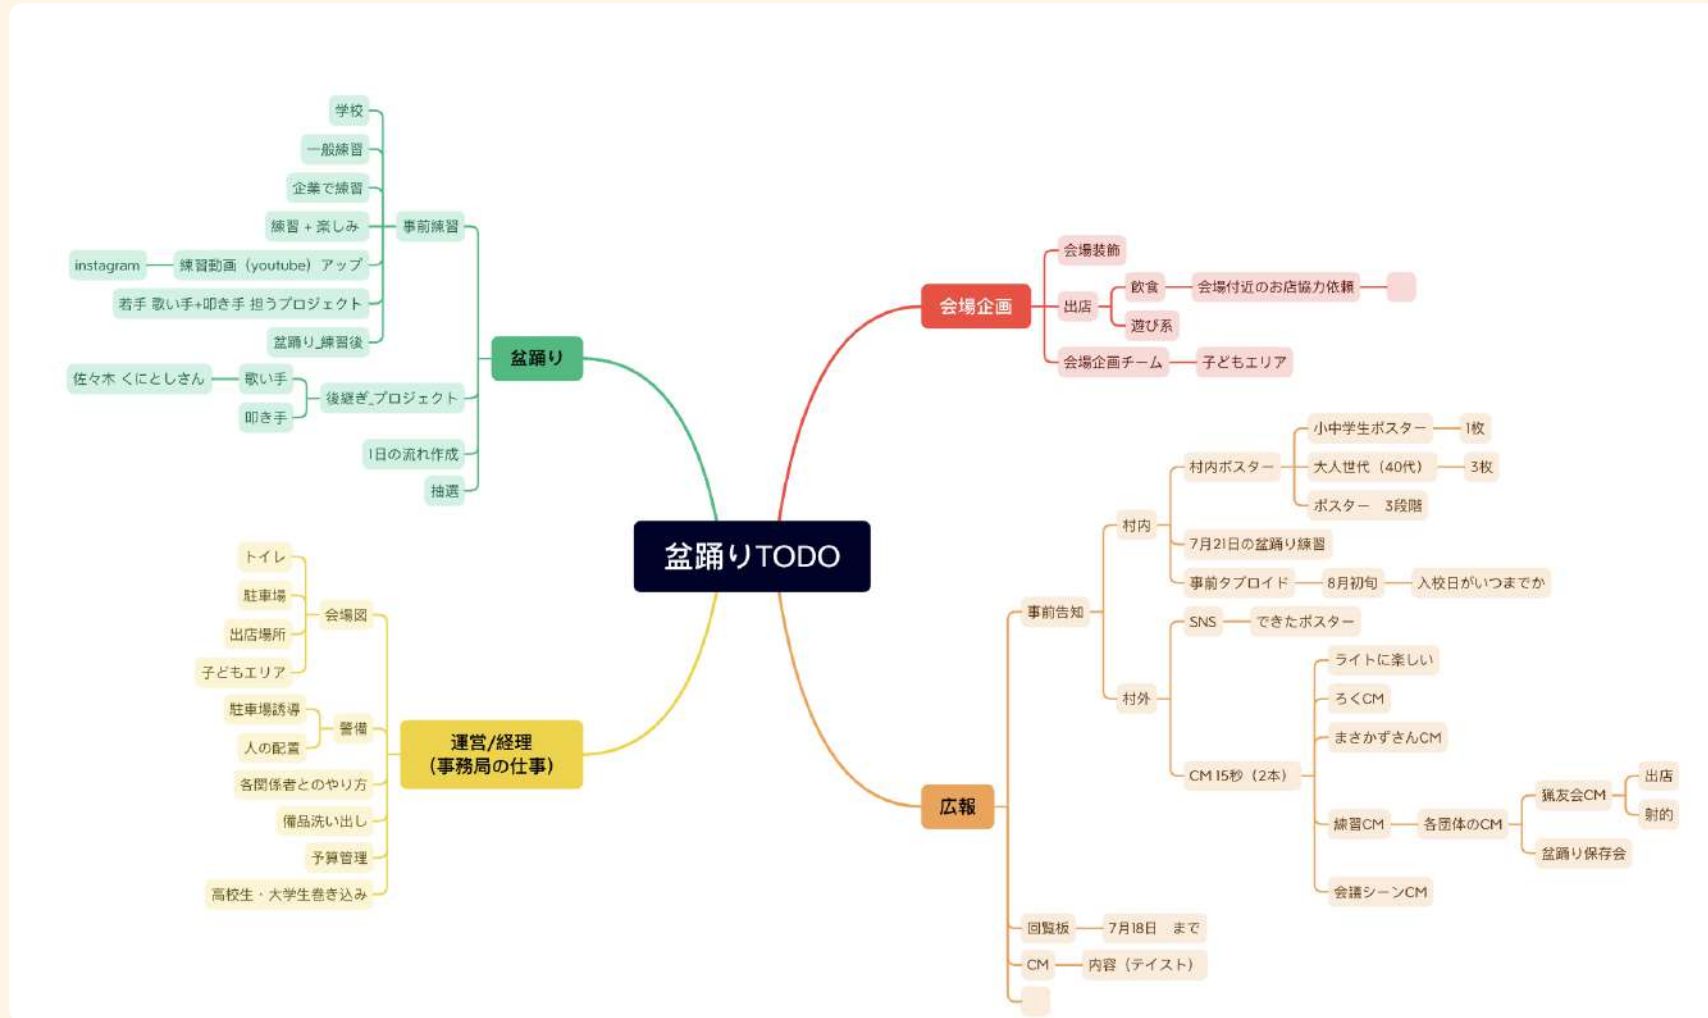 盆踊りTODO
盆踊り
事前練習
学校
一般練習
企業で練習
練習 + 楽しみ
練習動画（youtube）アップ
instagram
若手 歌い手+叩き手 担うプロジェクト
盆踊り_練習後
後継ぎ_プロジェクト
歌い手
佐々木 くにとしさん
叩き手
1日の流れ作成
抽選
運営/経理
（事務局の仕事）
会場図
トイレ
駐車場
出店場所
子どもエリア
警備
駐車場誘導
人の配置
各関係者とのやり方
備品洗い出し
予算管理
高校生・大学生巻き込み
会場企画
会場装飾
出店
飲食
会場付近のお店協力依頼
遊び系
会場企画チーム
子どもエリア
広報
事前告知
村内
村内ポスター
小中学生ポスター
1枚
大人世代（40代）
3枚
ポスター　3段階
7月21日の盆踊り練習
事前タブロイド
8月初旬
入校日がいつまでか
村外
SNS
できたポスター
CM 15秒（2本）
ライトに楽しい
ろくCM
まさかずさんCM
練習CM
各団体のCM
猟友会CM
出店
射的
盆踊り保存会
会議シーンCM
回覧板
7月18日　まで
CM
内容（テイスト）